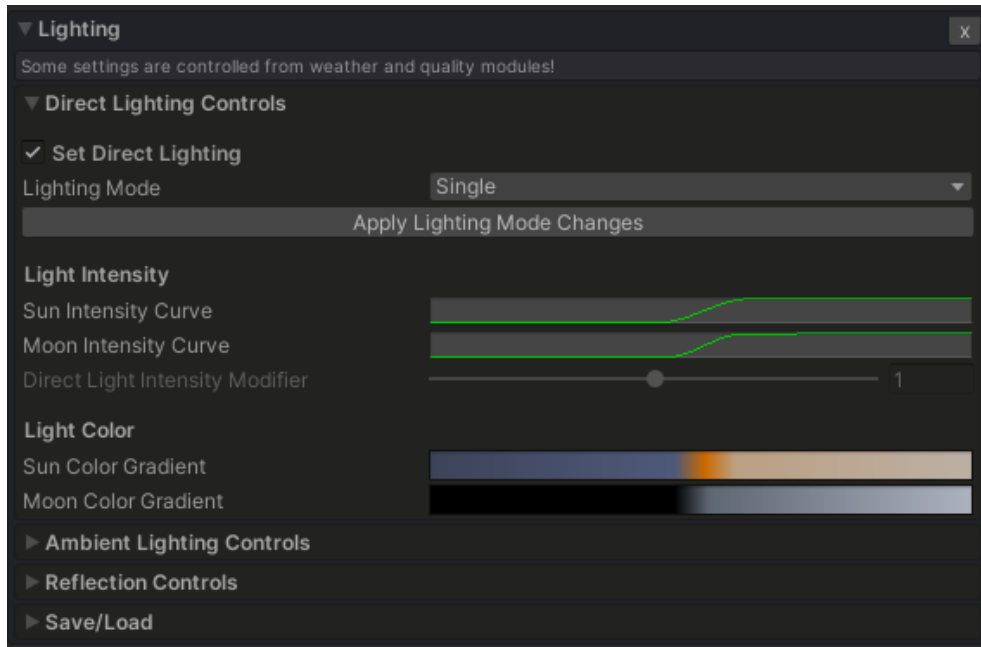 Lighting
x
Some settings are controlled from weather and quality modules!
Direct Lighting Controls
Set Direct Lighting
Lighting Mode Single
Apply Lighting Mode Changes
Light Intensity
Sun Intensity Curve
Moon Intensity Curve
Direct Light Intensity Modifier 1
Light Color
Sun Color Gradient
Moon Color Gradient
Ambient Lighting Controls
Reflection Controls
Save/Load